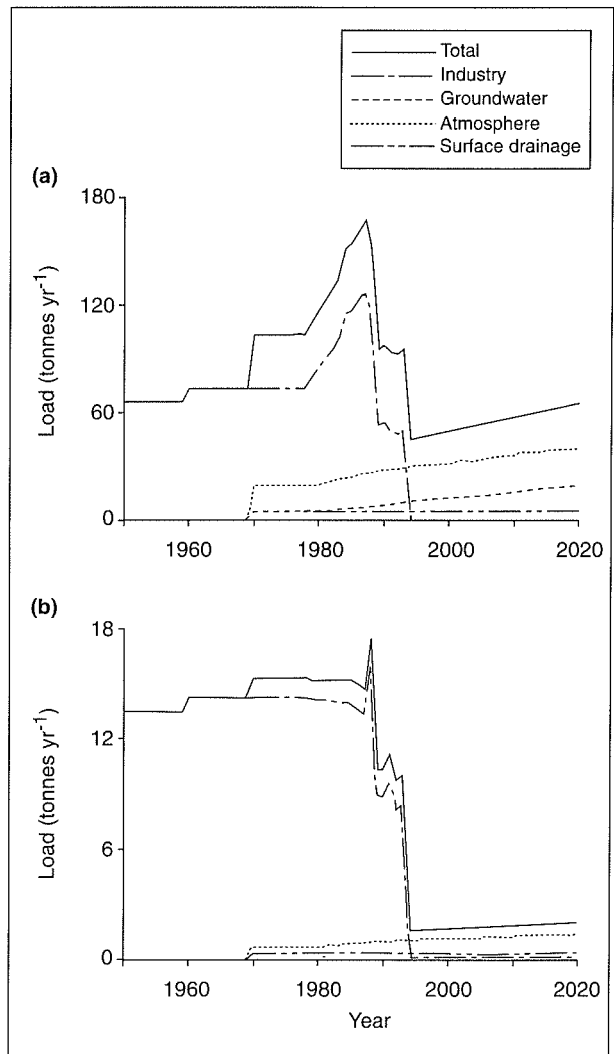 Total
Industry
Groundwater
Atmosphere
Surface drainage
(a)
180
120
60
0
Load (tonnes yr-1)
1960
1980
2000
2020
(b)
18
12
6
0
Load (tonnes yr-1)
1960
1980
2000
2020
Year